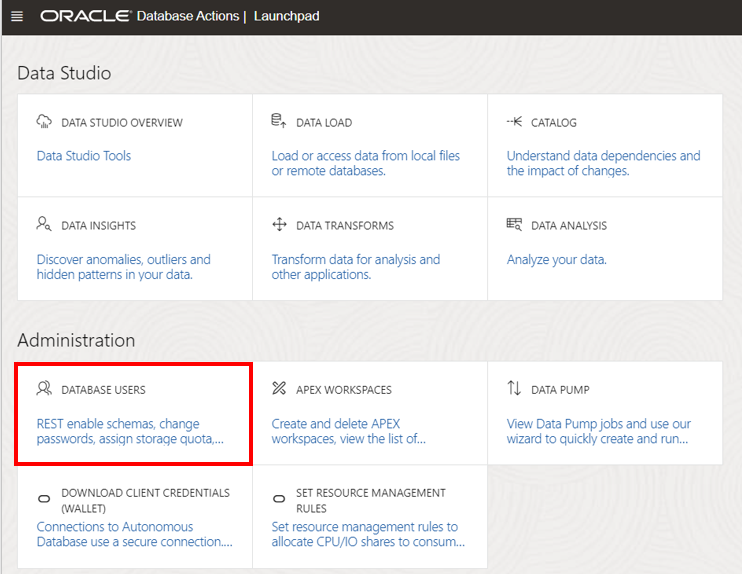 ORACLE® Database Actions | Launchpad
Data Studio
DATA STUDIO OVERVIEW
Data Studio Tools
DATA LOAD
Load or access data from local files
or remote databases.
CATALOG
Understand data dependencies and
the impact of changes.
DATA INSIGHTS
Discover anomalies, outliers and
hidden patterns in your data.
DATA TRANSFORMS
Transform data for analysis and
other applications.
DATA ANALYSIS
Analyze your data.
Administration
DATABASE USERS
REST enable schemas, change
passwords, assign storage quota,...
APEX WORKSPACES
Create and delete APEX
workspaces, view the list of...
DATA PUMP
View Data Pump jobs and use our
wizard to quickly create and run...
DOWNLOAD CLIENT CREDENTIALS
(WALLET)
Connections to Autonomous
Database use a secure connection....
SET RESOURCE MANAGEMENT
RULES
Set resource management rules to
allocate CPU/IO shares to consum...